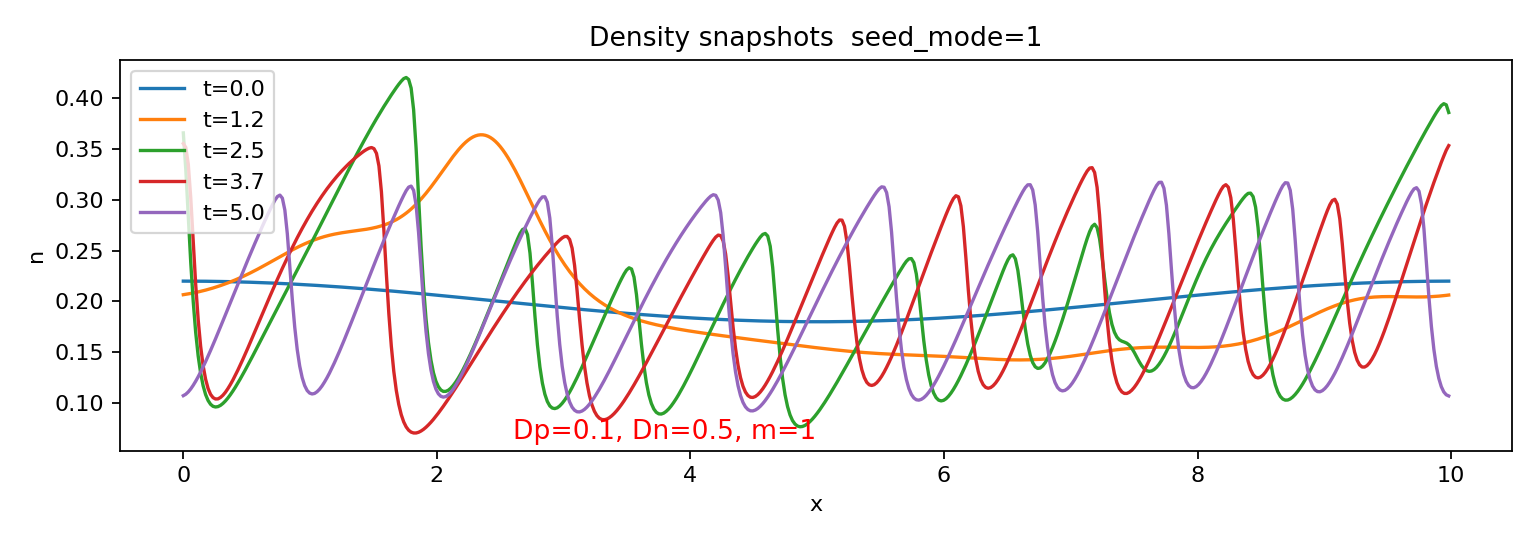 Density snapshots  seed_mode=1
n
0.40
0.35
0.30
0.25
0.20
0.15
0.10
t=0.0
t=1.2
t=2.5
t=3.7
t=5.0
Dp=0.1, Dn=0.5, m=1
0 2 4 6 8 10
x